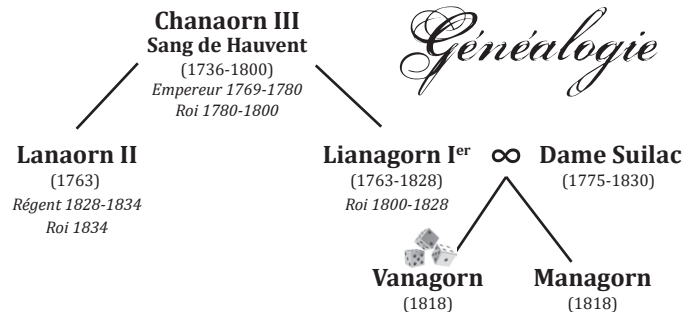 Généalogie
Chanaorn III
Sang de Hauvent
(1736-1800)
Empereur 1769-1780
Roi 1780-1800
Lanaorn II
(1763)
Régent 1828-1834
Roi 1834
Lianagorn Ier ∞ Dame Suilac
(1763-1828) (1775-1830)
Roi 1800-1828
Vanagorn
(1818)
Managorn
(1818)